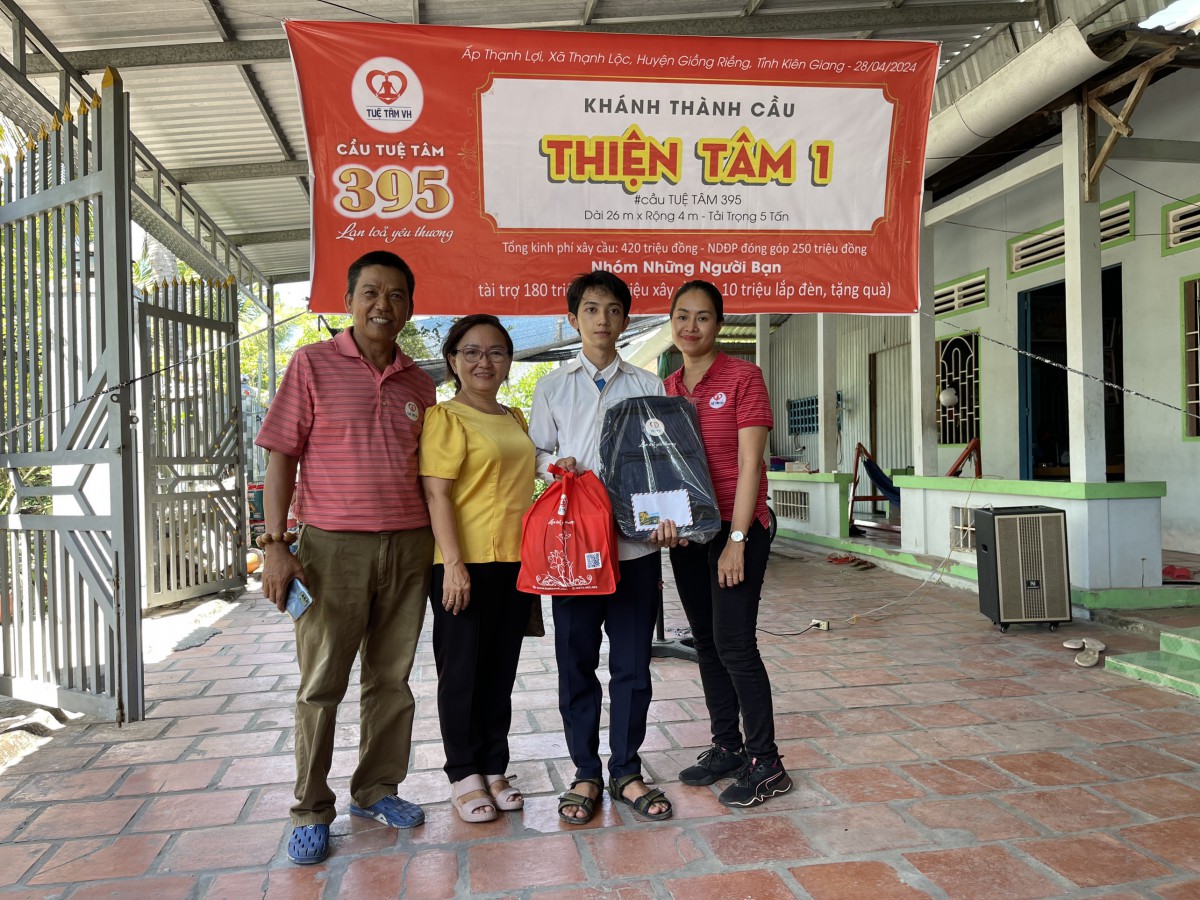 Ấp Thạnh Lợi, Xã Thạnh Lộc, Huyện Giồng Riềng, Tỉnh Kiên Giang - 28/04/2024
TUỆ TÂM VH
CẦU TUỆ TÂM
395
Lan toả yêu thương
KHÁNH THÀNH CẦU
THIỆN TÂM 1
#cầu TUỆ TÂM 395
Dài 26 m x Rộng 4 m - Tải Trọng 5 Tấn
Tổng kinh phí xây cầu: 420 triệu đồng - NDĐP đóng góp 250 triệu đồng
Nhóm Những Người Bạn
tài trợ 180 triệu xây 10 triệu lắp đèn, tặng quà)